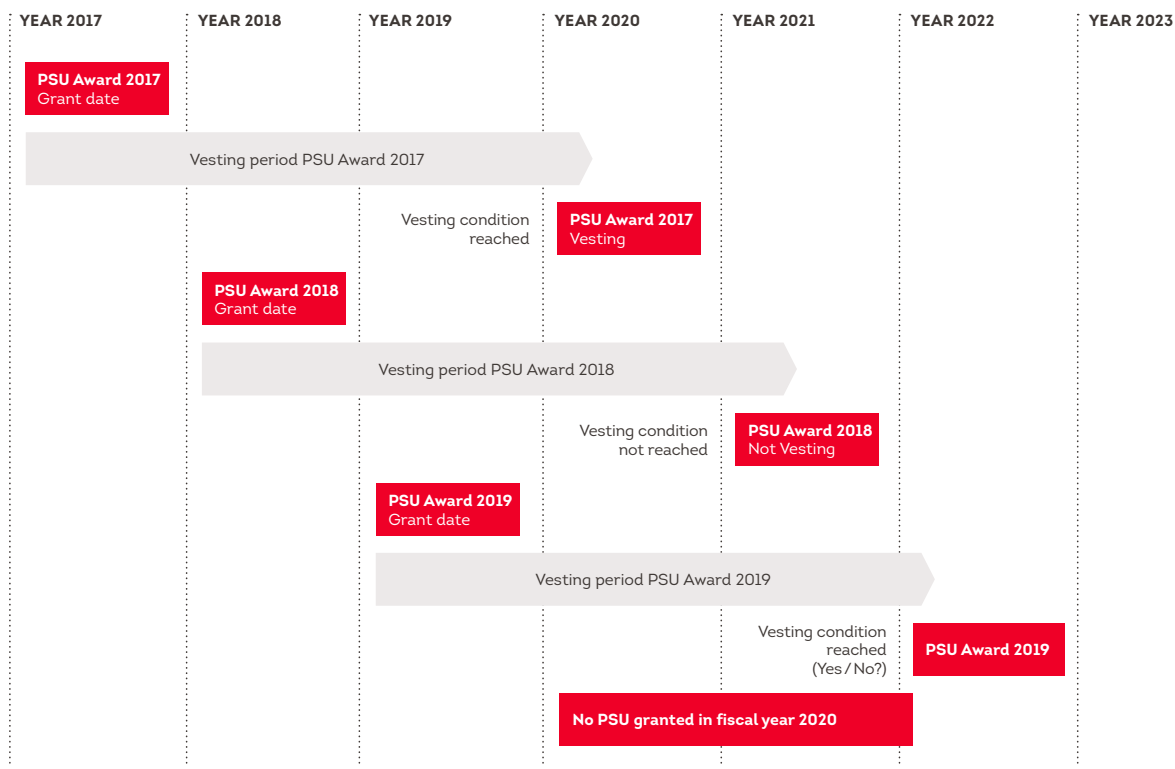 YEAR 2017
YEAR 2018
YEAR 2019
YEAR 2020
YEAR 2021
YEAR 2022
YEAR 2023
PSU Award 2017
Grant date
Vesting period PSU Award 2017
Vesting condition
reached
PSU Award 2017
Vesting
PSU Award 2018
Grant date
Vesting period PSU Award 2018
Vesting condition
not reached
PSU Award 2018
Not Vesting
PSU Award 2019
Grant date
Vesting period PSU Award 2019
Vesting condition
reached
(Yes / No?)
PSU Award 2019
No PSU granted in fiscal year 2020